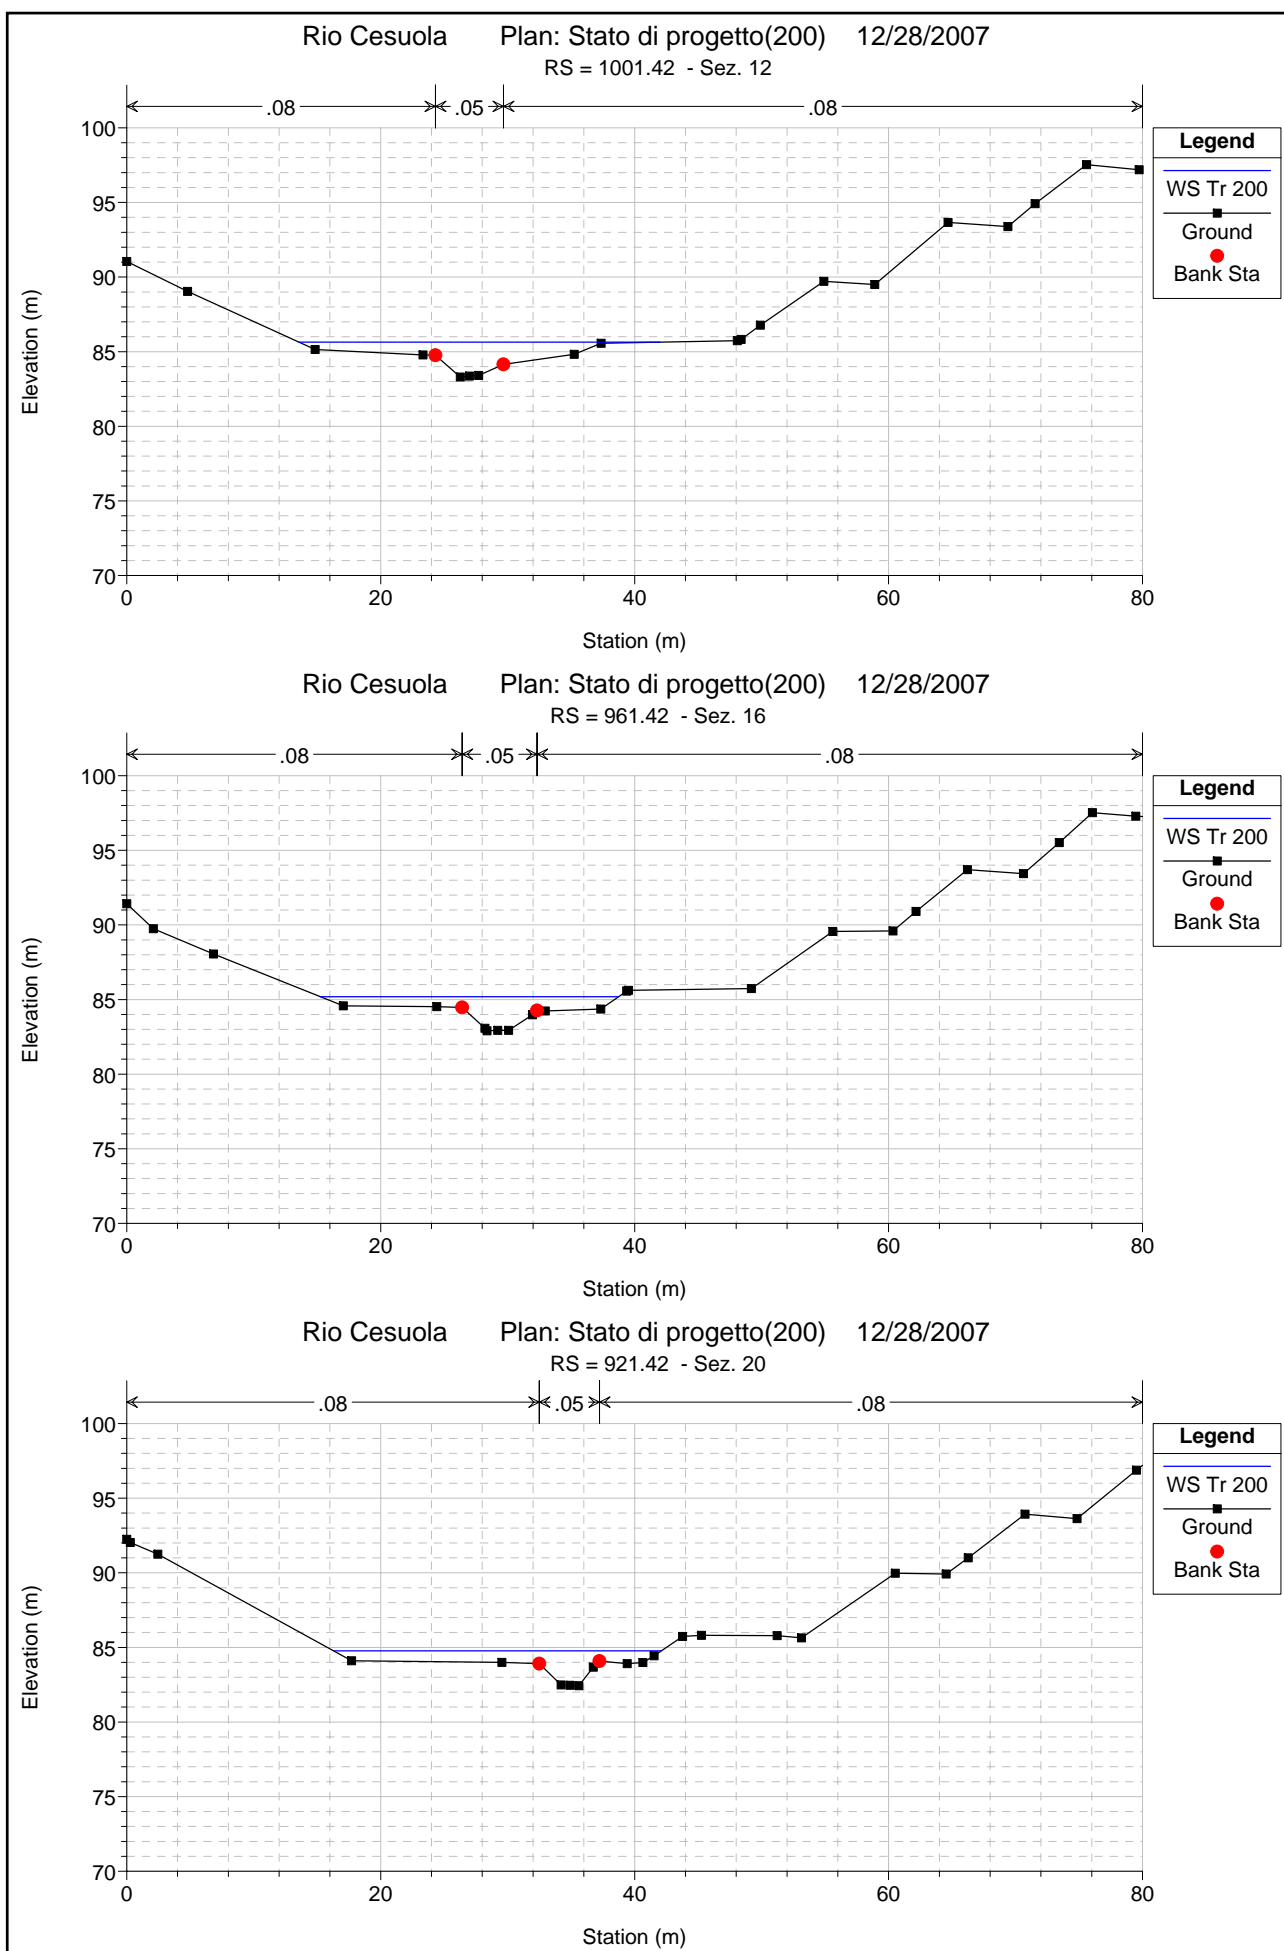 Rio Cesuola Plan: Stato di progetto(200) 12/28/2007
RS = 1001.42 - Sez. 12
.08 .05 .08
Legend
WS Tr 200
Ground
Bank Sta
100
95
90
85
80
75
70
Elevation (m)
0 20 40 60 80
Station (m)
Rio Cesuola Plan: Stato di progetto(200) 12/28/2007
RS = 961.42 - Sez. 16
.08 .05 .08
Legend
WS Tr 200
Ground
Bank Sta
100
95
90
85
80
75
70
Elevation (m)
0 20 40 60 80
Station (m)
Rio Cesuola Plan: Stato di progetto(200) 12/28/2007
RS = 921.42 - Sez. 20
.08 .05 .08
Legend
WS Tr 200
Ground
Bank Sta
100
95
90
85
80
75
70
Elevation (m)
0 20 40 60 80
Station (m)